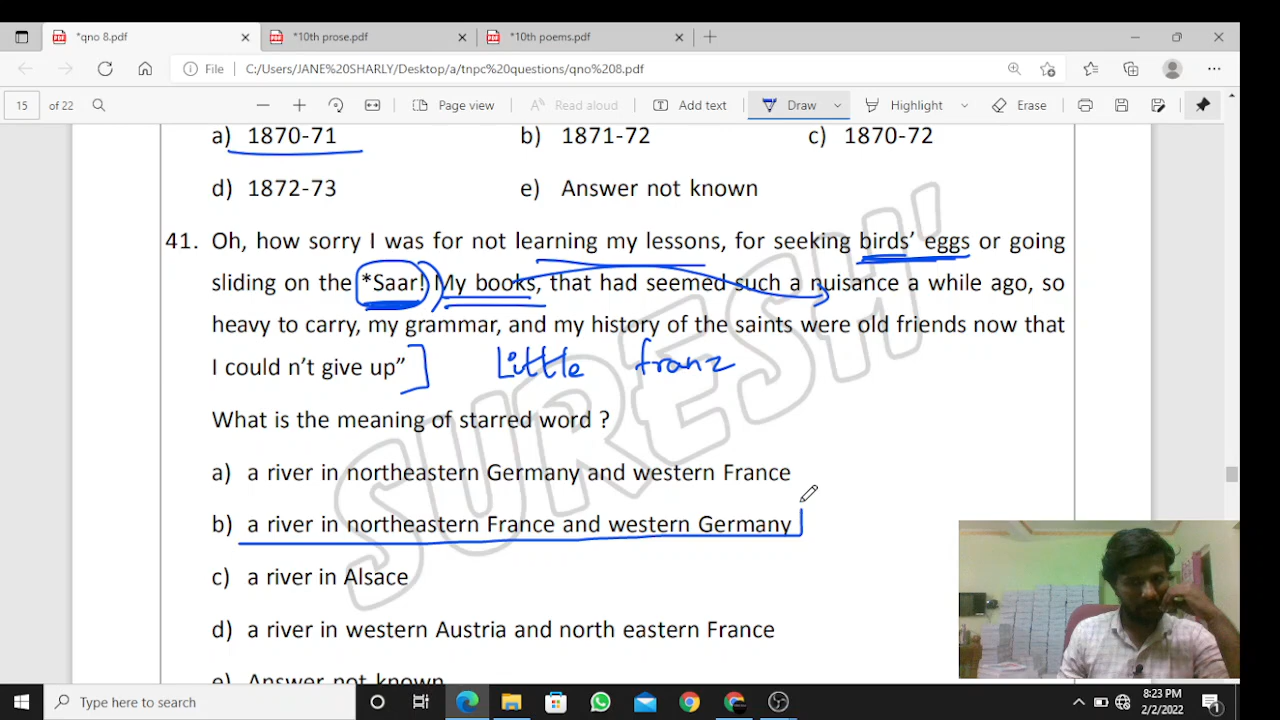 *qno 8.pdf
*10th prose.pdf
*10th poems.pdf
File
C:/Users/JANE%20SHARLY/Desktop/a/tnpc%20questions/qno%208.pdf
15 of 22
Page view
Read aloud
Add text
Draw
Highlight
Erase
a) 1870-71 b) 1871-72 c) 1870-72
d) 1872-73 e) Answer not known
41. Oh, how sorry I was for not learning my lessons, for seeking birds' eggs or going
sliding on the *Saar! My books, that had seemed such a nuisance a while ago, so
heavy to carry, my grammar, and my history of the saints were old friends now that
I could n't give up”
Little franz
What is the meaning of starred word ?
a) a river in northeastern Germany and western France
b) a river in northeastern France and western Germany
c) a river in Alsace
d) a river in western Austria and north eastern France
e) Answer not known
SURESH'
Type here to search
8:23 PM
2/2/2022
1